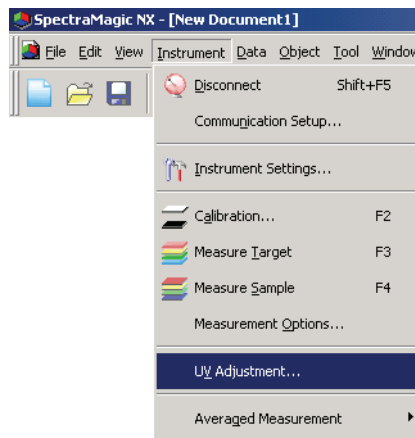 SpectraMagic NX - [New Document1]
File Edit View Instrument Data Object Tool Window
Disconnect Shift+F5
Communication Setup...
Instrument Settings...
Calibration... F2
Measure Target F3
Measure Sample F4
Measurement Options...
UV Adjustment...
Averaged Measurement